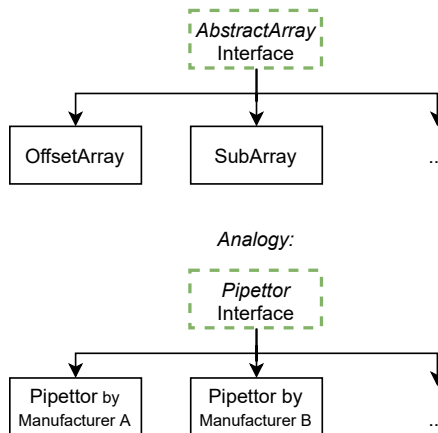 AbstractArray
Interface
OffsetArray
SubArray
..
Analogy:
Pipettor
Interface
Pipettor by
Manufacturer A
Pipettor by
Manufacturer B
..